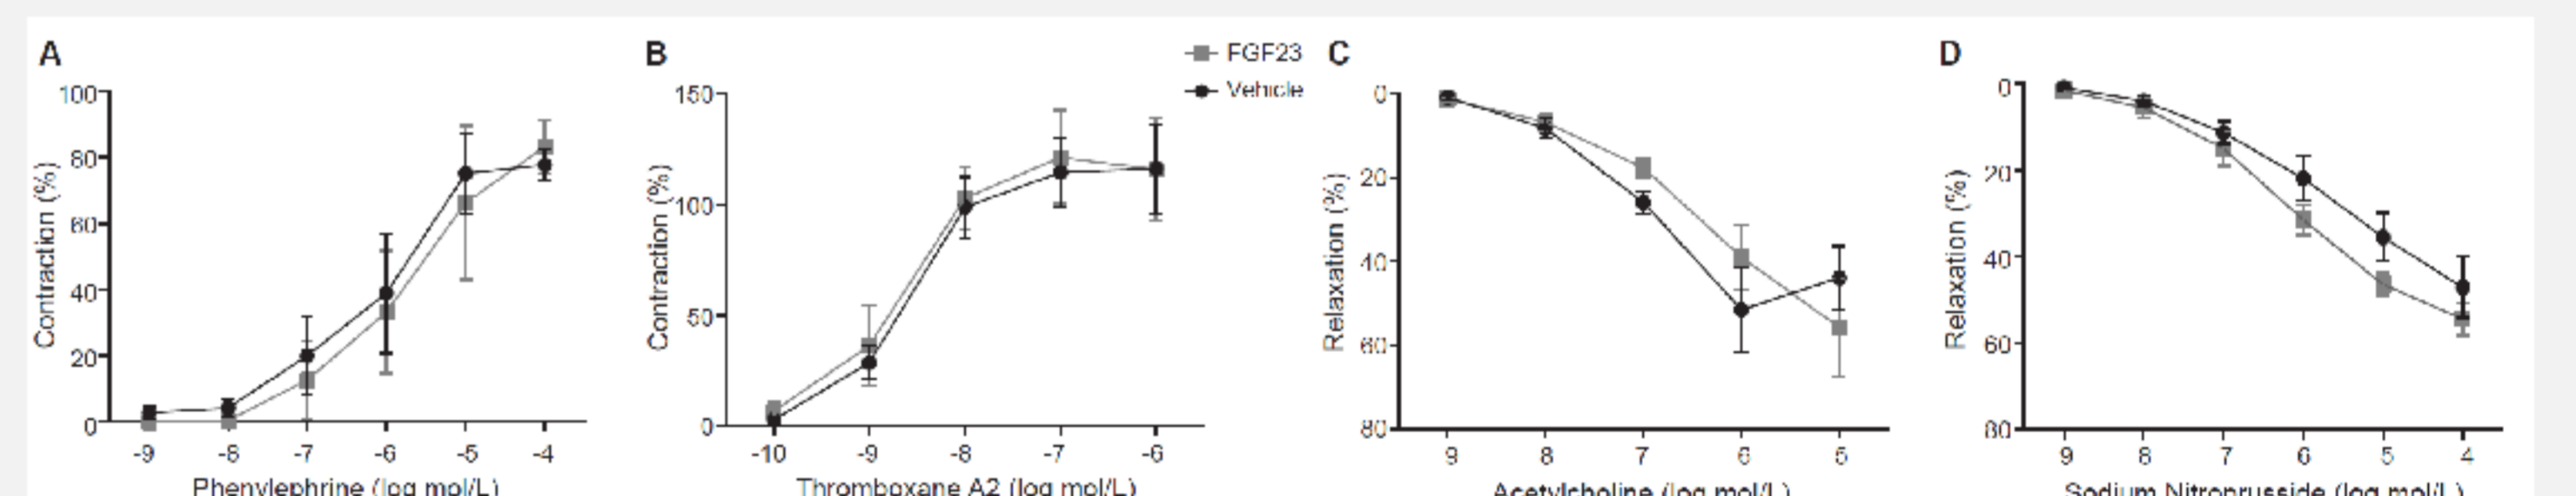 A
100
80
60
40
20
0
Contraction (%)
-9 -8 -7 -6 -5 -4
Phenylephrine (log mol/L)
B
150
100
50
0
Contraction (%)
-10 -9 -8 -7 -6
Thromboxane A2 (log mol/L)
FGF23
Vehicle
C
0
20
40
60
80
Relaxation (%)
9 8 7 6 5
Acetylcholine (log mol/L)
D
0
20
40
60
80
Relaxation (%)
9 8 7 6 5 4
Sodium Nitroprusside (log mol/L)